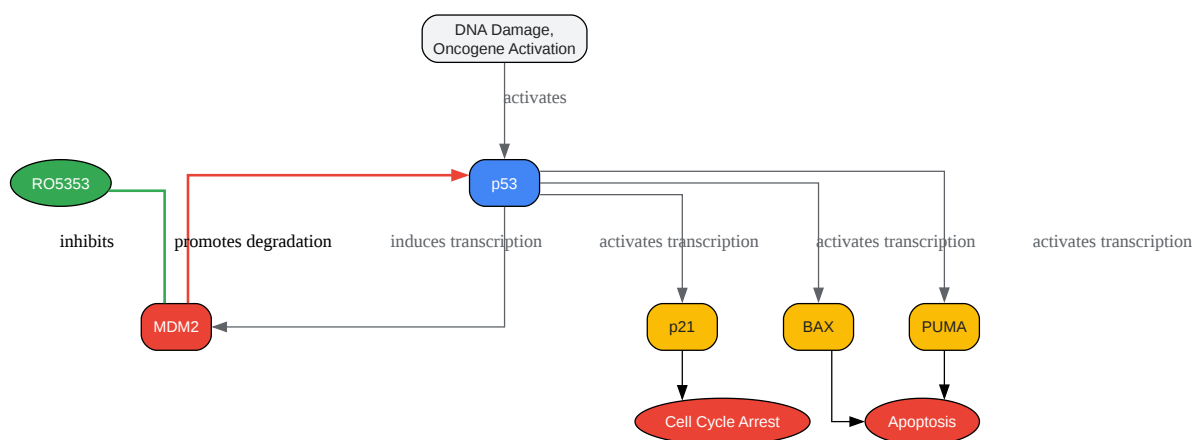 DNA Damage,
Oncogene Activation
activates
RO5353
p53
inhibits
promotes degradation
induces transcription
activates transcription
activates transcription
activates transcription
MDM2
p21
BAX
PUMA
Cell Cycle Arrest
Apoptosis